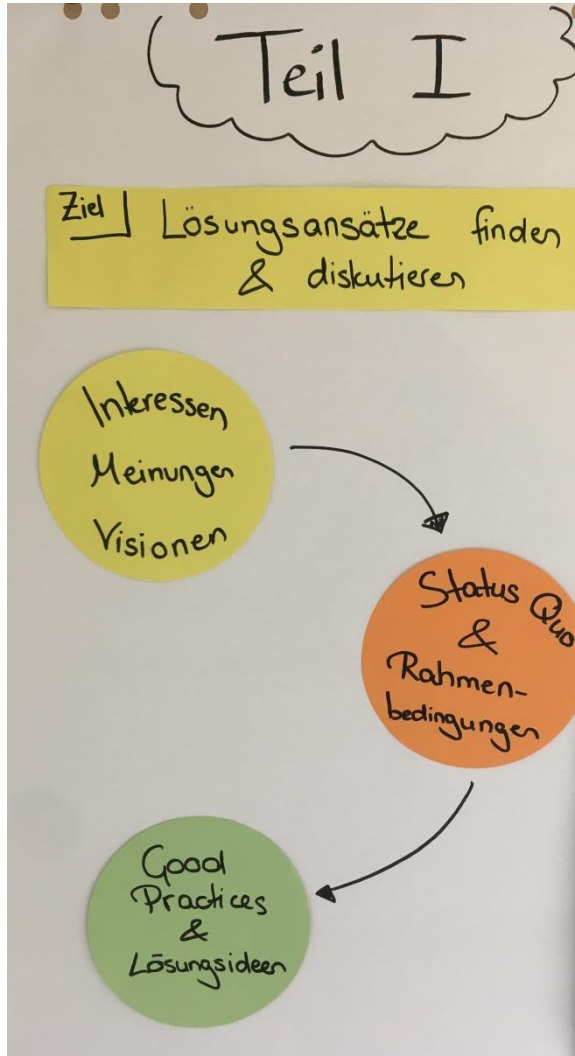 Teil I
Ziel Lösungsansätze finden
& diskutieren
Interessen
Meinungen
Visionen
Status Quo
&
Rahmen-
bedingungen
Good
Practices
&
Lösungsideen